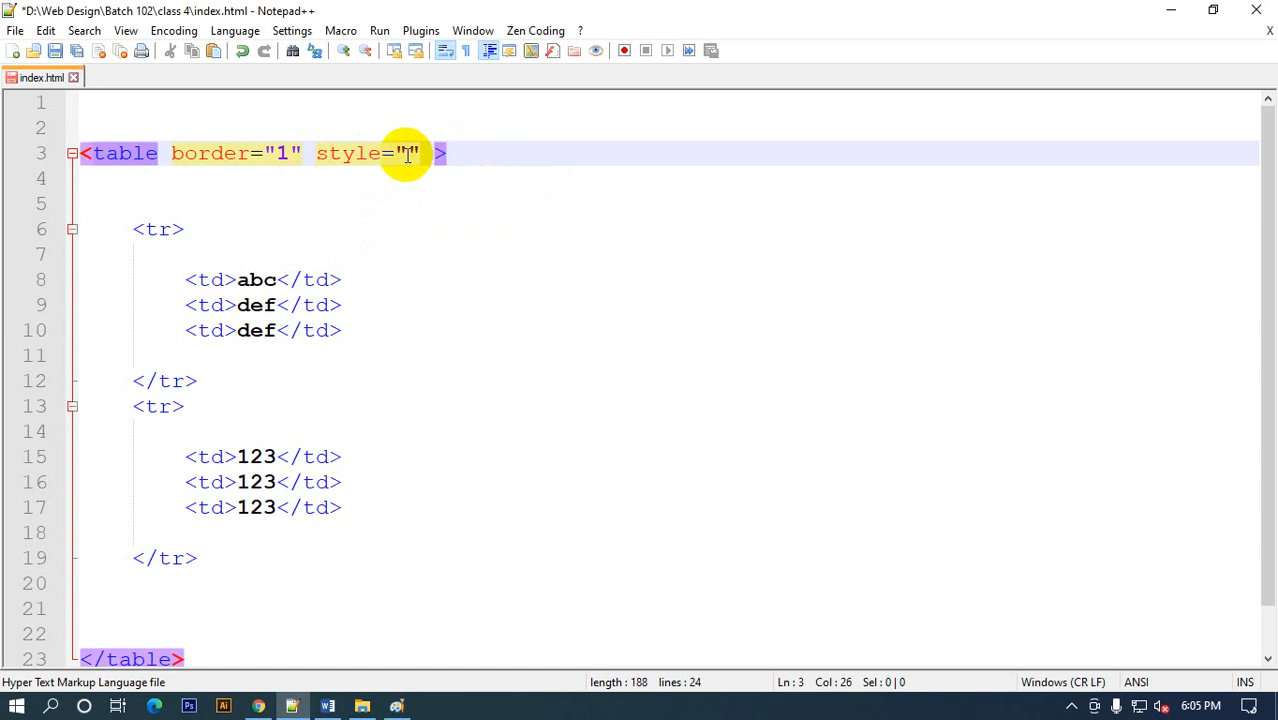 *D:\Web Design\Batch 102\class 4\index.html - Notepad++
File Edit Search View Encoding Language Settings Macro Run Plugins Window Zen Coding ? X
index.html
1
2
3 <table border="1" style="" >
4
5
6 <tr>
7
8 <td>abc</td>
9 <td>def</td>
10 <td>def</td>
11
12 </tr>
13 <tr>
14
15 <td>123</td>
16 <td>123</td>
17 <td>123</td>
18
19 </tr>
20
21
22
23 </table>
Hyper Text Markup Language file length : 188 lines : 24 Ln : 3 Col : 26 Sel : 0 | 0 Windows (CR LF) ANSI INS
Ps Ai 6:05 PM